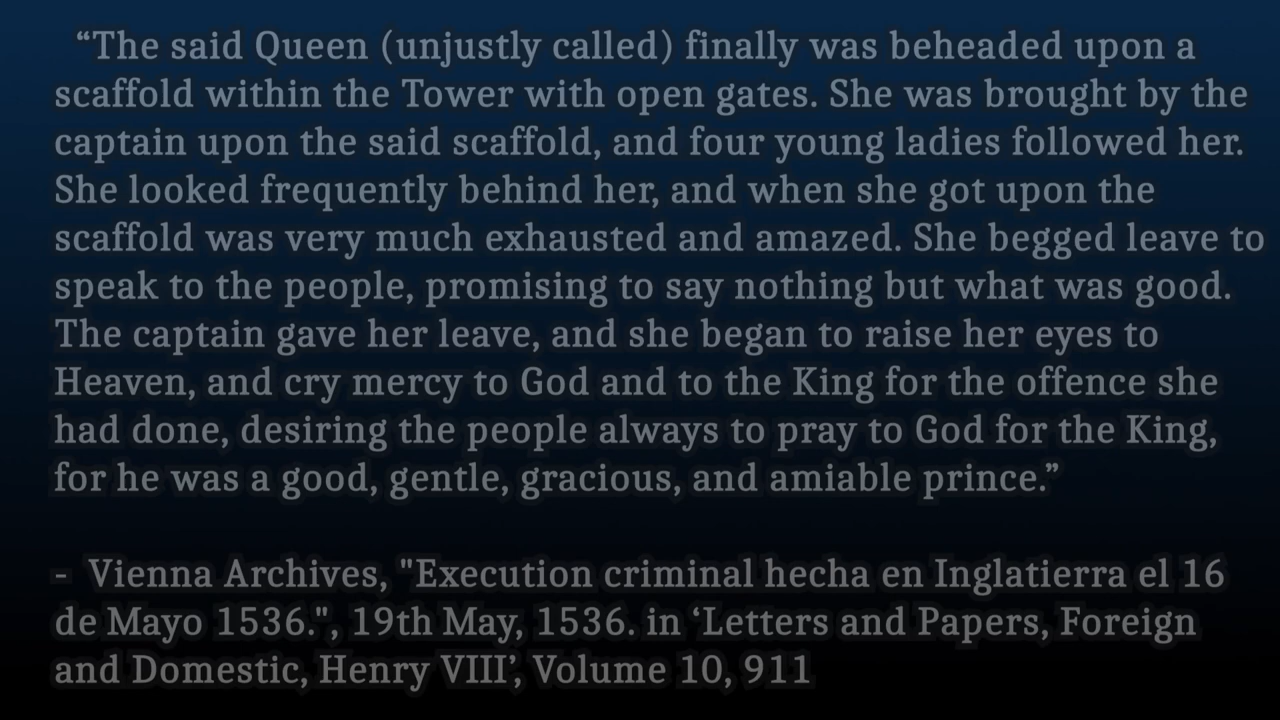 “The said Queen (unjustly called) finally was beheaded upon a
scaffold within the Tower with open gates. She was brought by the
captain upon the said scaffold, and four young ladies followed her.
She looked frequently behind her, and when she got upon the
scaffold was very much exhausted and amazed. She begged leave to
speak to the people, promising to say nothing but what was good.
The captain gave her leave, and she began to raise her eyes to
Heaven, and cry mercy to God and to the King for the offence she
had done, desiring the people always to pray to God for the King,
for he was a good, gentle, gracious, and amiable prince.”
- Vienna Archives, "Execution criminal hecha en Inglatierra el 16
de Mayo 1536.", 19th May, 1536. in ‘Letters and Papers, Foreign
and Domestic, Henry VIII’, Volume 10, 911